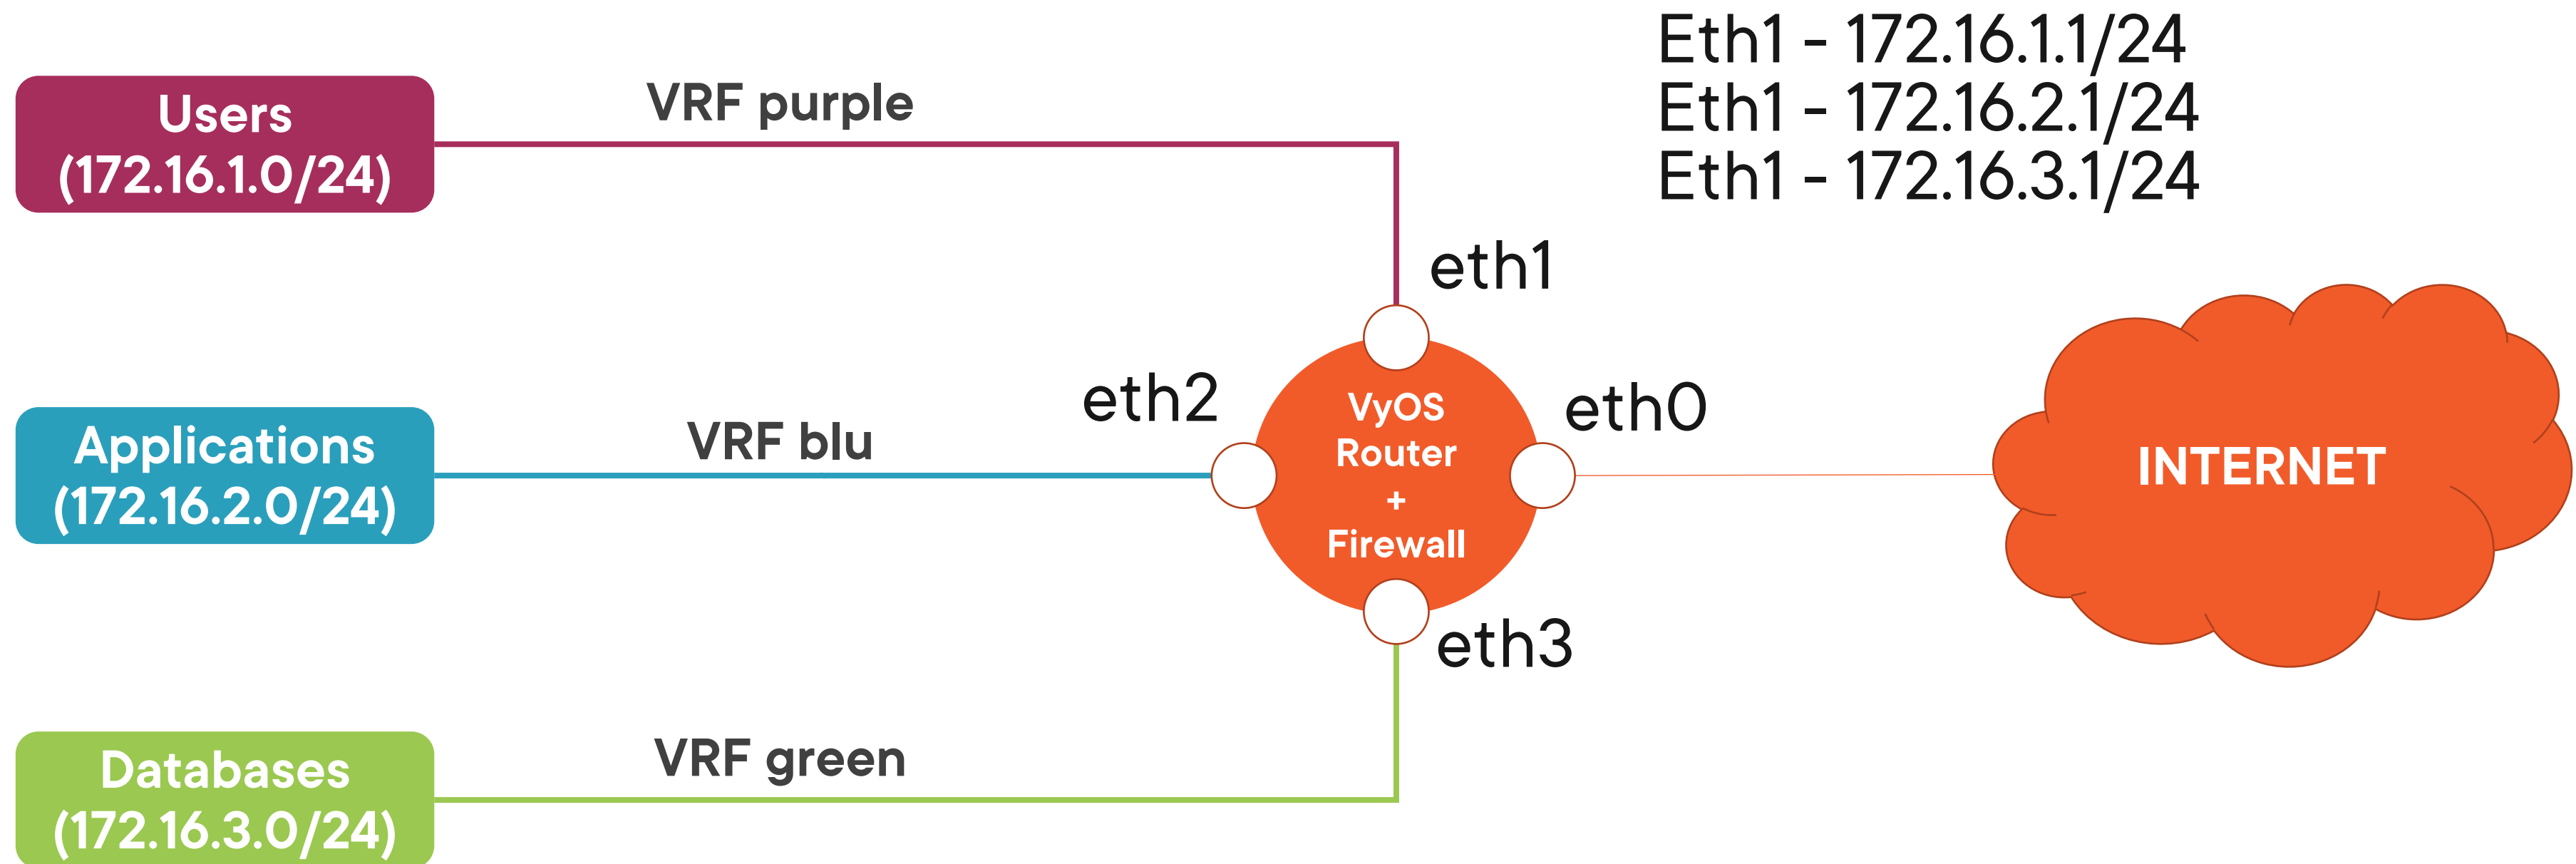 Eth1 - 172.16.1.1/24
Eth1 - 172.16.2.1/24
Eth1 - 172.16.3.1/24
Users
(172.16.1.0/24)
VRF purple
eth1
Applications
(172.16.2.0/24)
VRF blu
eth2
VyOS
Router
+
Firewall
eth0
INTERNET
eth3
Databases
(172.16.3.0/24)
VRF green